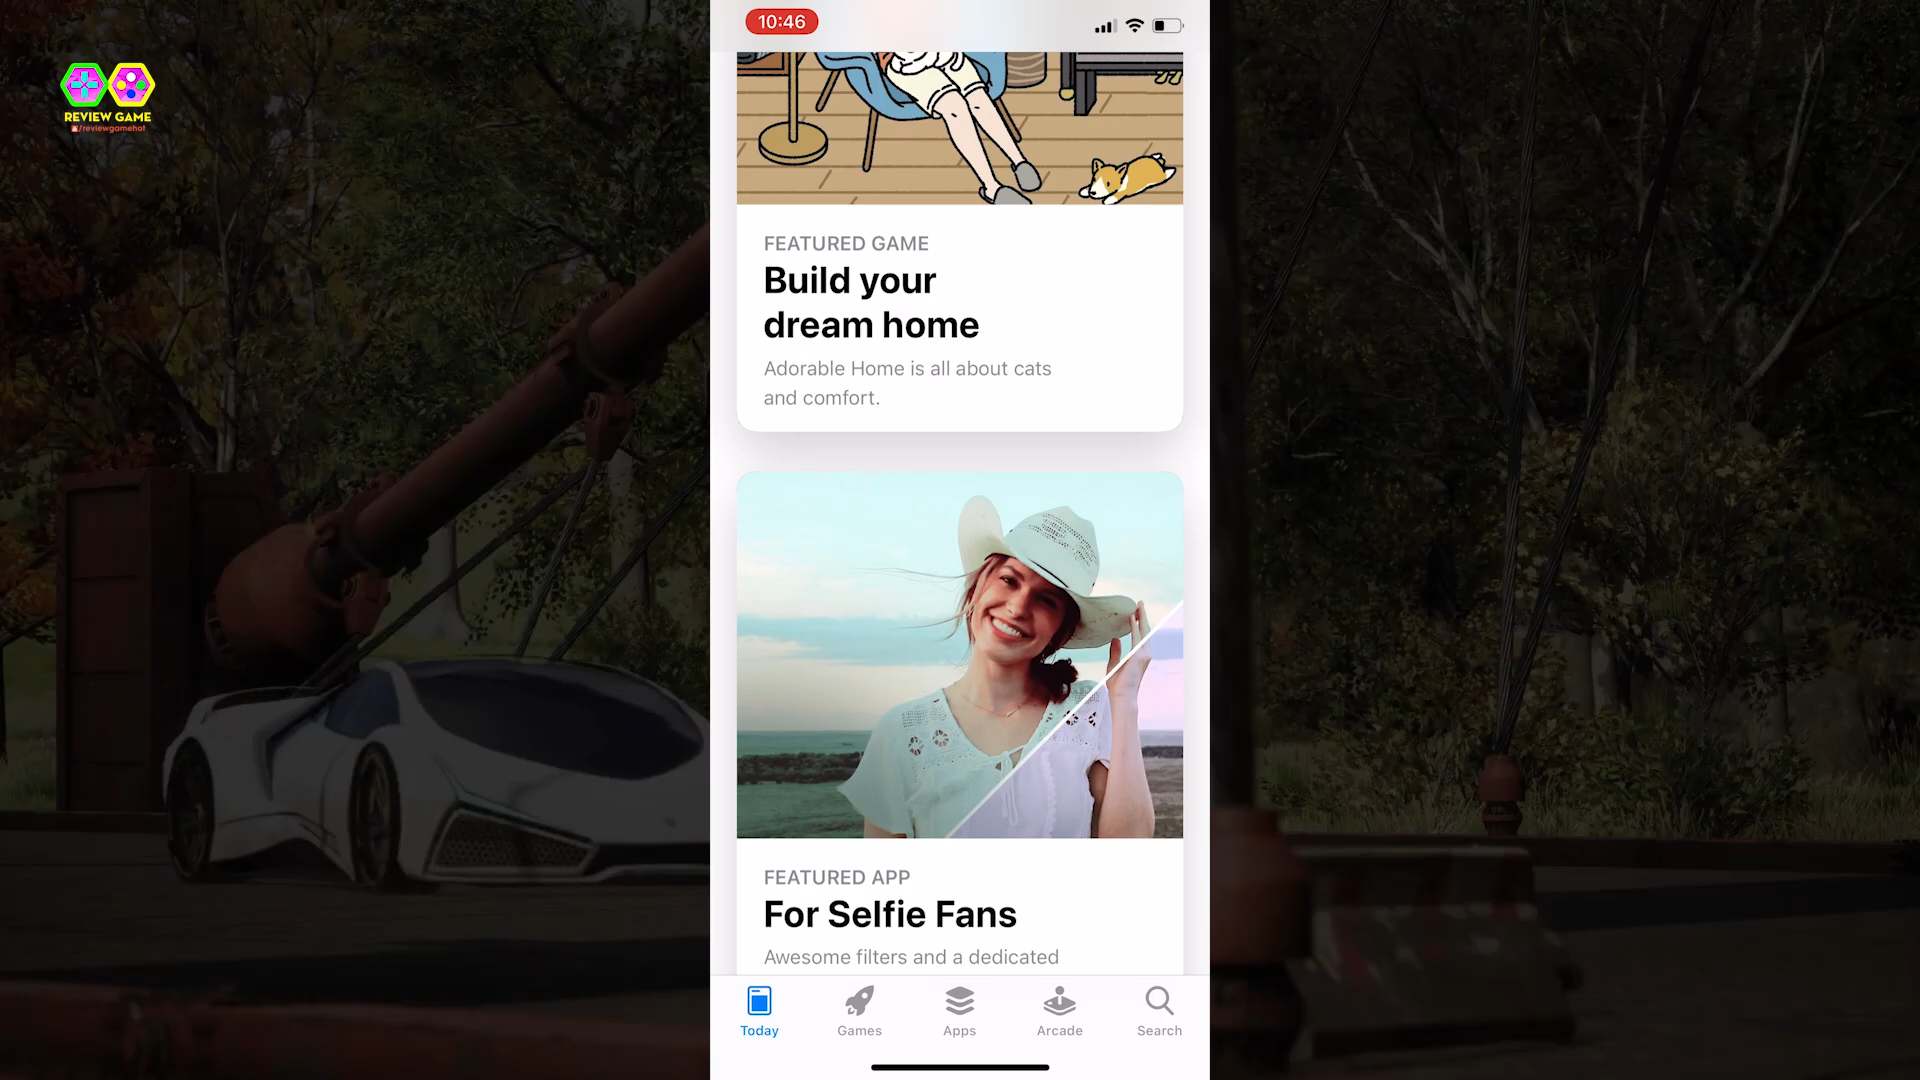 REVIEW GAME
/reviewgamehot
10:46
FEATURED GAME
Build your
dream home
Adorable Home is all about cats
and comfort.
FEATURED APP
For Selfie Fans
Awesome filters and a dedicated
Today
Games
Apps
Arcade
Search